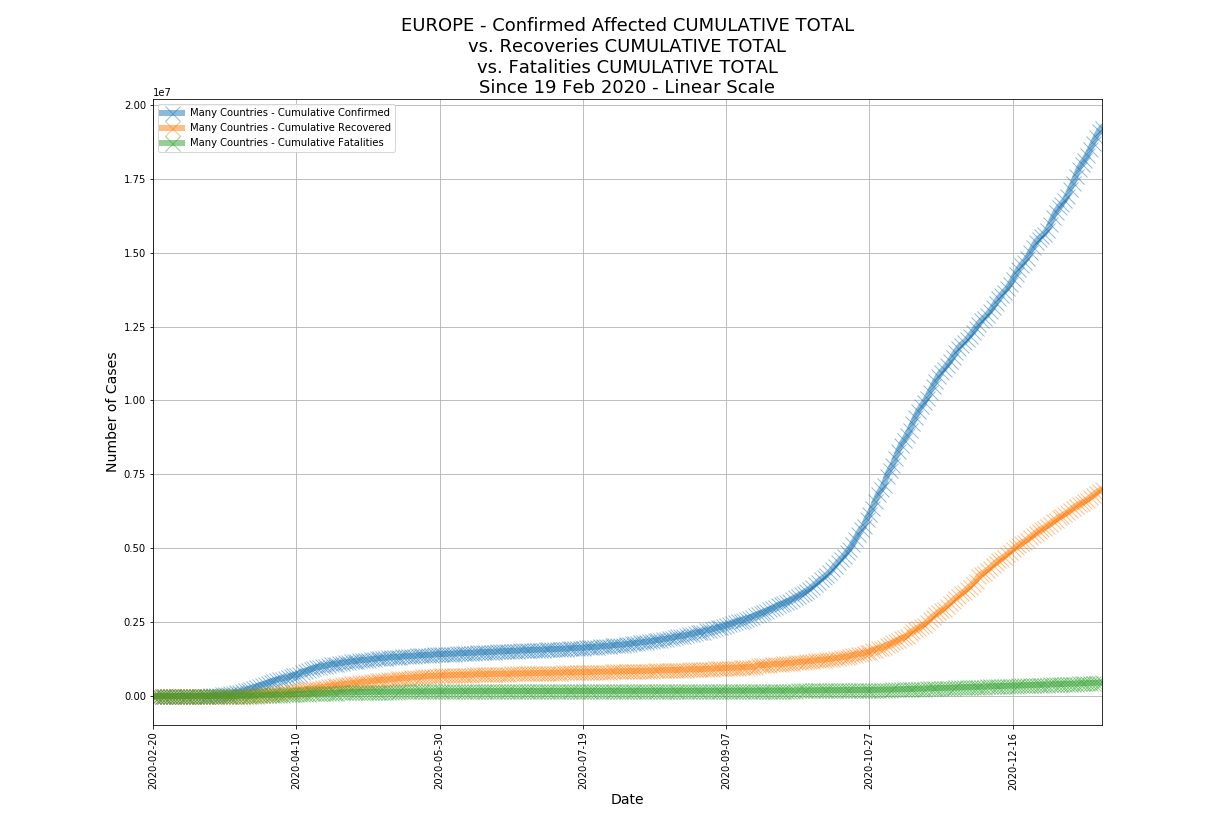 EUROPE - Confirmed Affected CUMULATIVE TOTAL
vs. Recoveries CUMULATIVE TOTAL
vs. Fatalities CUMULATIVE TOTAL
Since 19 Feb 2020 - Linear Scale
1e7
Many Countries - Cumulative Confirmed
Many Countries - Cumulative Recovered
Many Countries - Cumulative Fatalities
2.00
1.75
1.50
1.25
1.00
0.75
0.50
0.25
0.00
Number of Cases
2020-02-20
2020-04-10
2020-05-30
2020-07-19
2020-09-07
2020-10-27
2020-12-16
Date